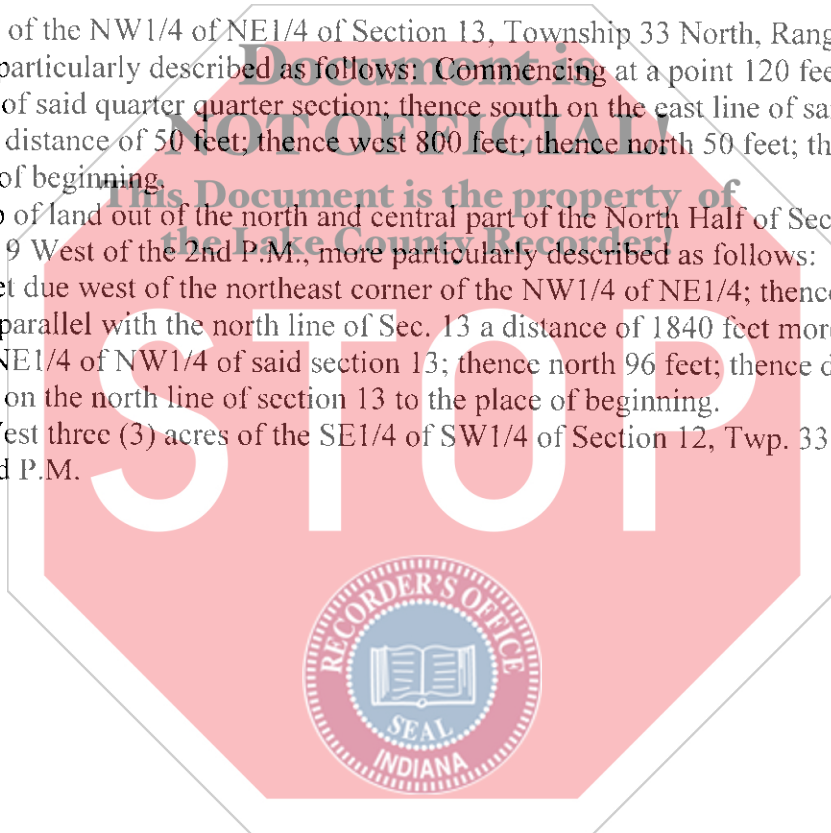 of the NW1/4 of NE1/4 of Section 13, Township 33 North, Rang
Document is
particularly described as follows: Commencing at a point 120 fee
of said quarter quarter section; thence south on the east line of sa
NOT OFFICIAL!
distance of 50 feet; thence west 800 feet; thence north 50 feet; th
of beginning.
This Document is the property of
of land out of the north and central part of the North Half of Sec
the Lake County Recorder!
9 West of the 2nd P.M., more particularly described as follows:
et due west of the northeast corner of the NW1/4 of NE1/4; thence
parallel with the north line of Sec. 13 a distance of 1840 feet mor
NE1/4 of NW1/4 of said section 13; thence north 96 feet; thence d
on the north line of section 13 to the place of beginning.
est three (3) acres of the SE1/4 of SW1/4 of Section 12, Twp. 33
d P.M.
STOP
RECORDER'S OFFICE
SEAL
INDIANA